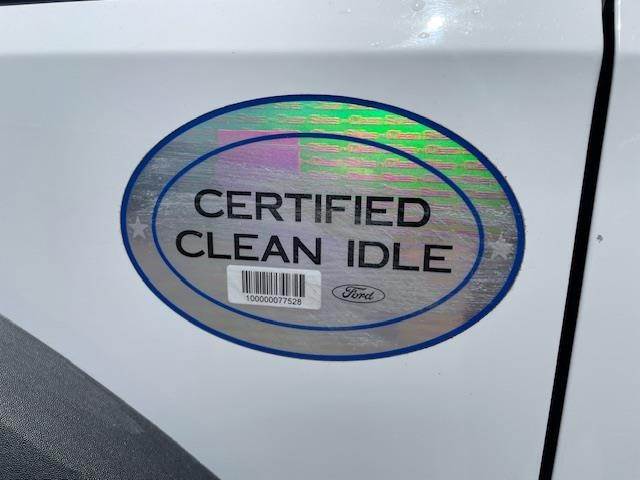 CERTIFIED
CLEAN IDLE
100000077528
Ford